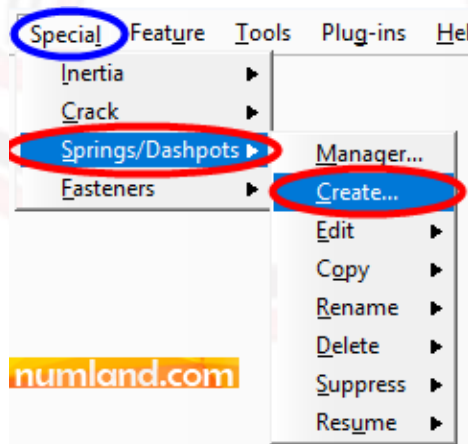 Special Feature Tools Plug-ins Hel
Inertia
Crack
Springs/Dashpots
Fasteners
Manager...
Create...
Edit
Copy
Rename
Delete
Suppress
Resume
numland.com